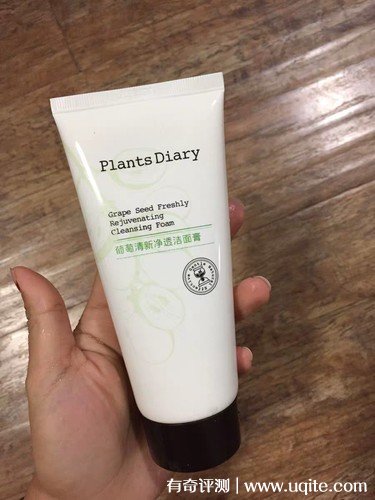 Plants Diary
Grape Seed Freshly
Rejuvenating
Cleansing Foam
葡萄清新净透洁面膏
有奇评测 | www.uqite.com